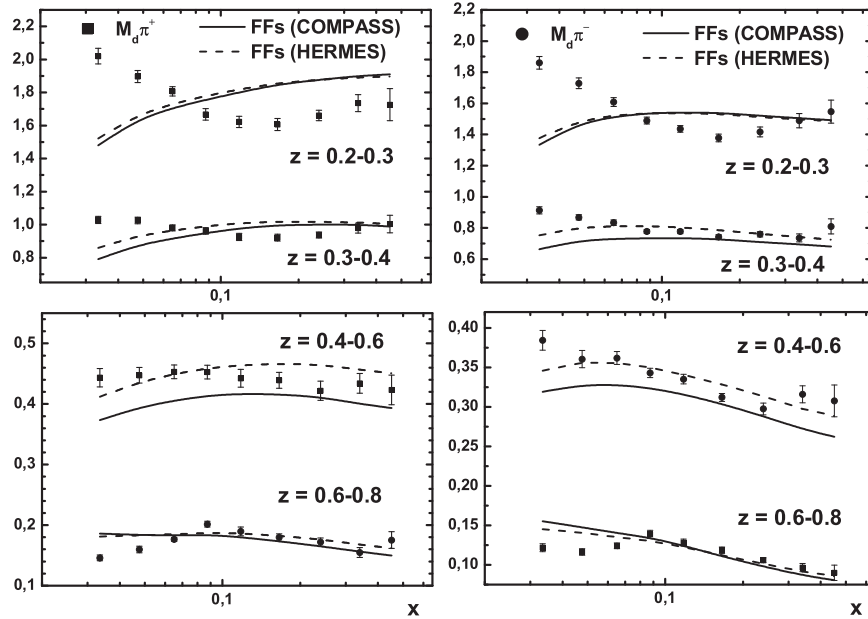 2,2
2,0
1,8
1,6
1,4
1,2
1,0
0,8
M_d π⁺
FFs (COMPASS)
FFs (HERMES)
z = 0.2-0.3
z = 0.3-0.4
0,1
2,2
2,0
1,8
1,6
1,4
1,2
1,0
0,8
0,6
M_d π⁻
FFs (COMPASS)
FFs (HERMES)
z = 0.2-0.3
z = 0.3-0.4
0,1
0,5
0,4
0,3
0,2
0,1
z = 0.4-0.6
z = 0.6-0.8
0,1
x
0,40
0,35
0,30
0,25
0,20
0,15
0,10
z = 0.4-0.6
z = 0.6-0.8
0,1
x